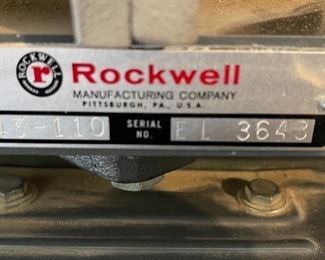 ROCKWELL
r
Rockwell
MANUFACTURING COMPANY
PITTSBURGH, PA., U.S.A.
43-110 SERIAL NO. EL 3643